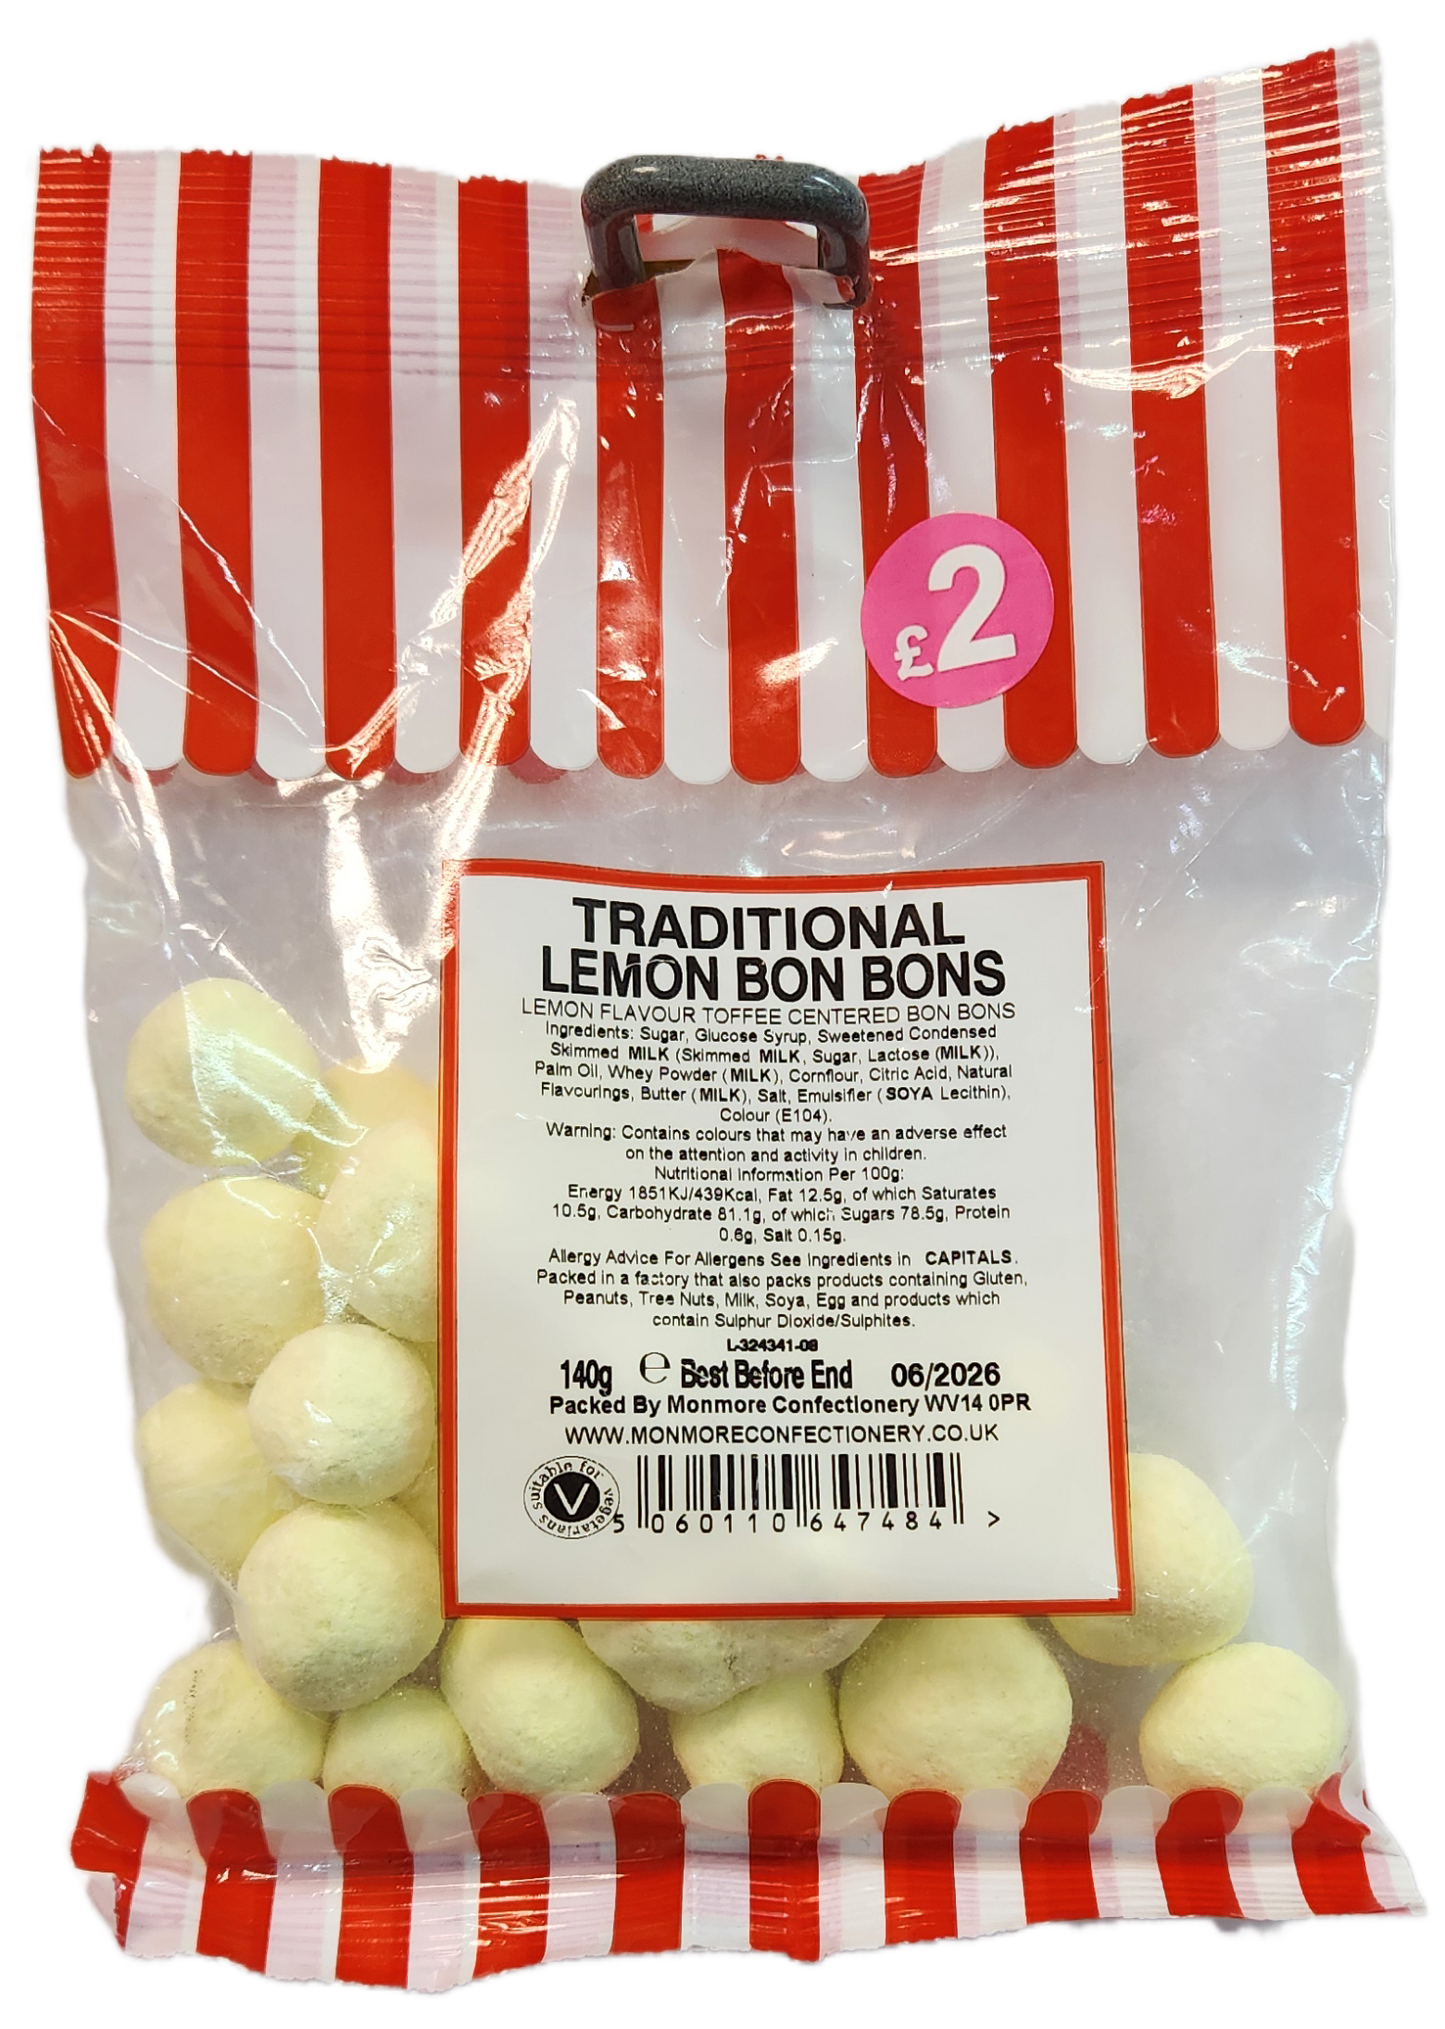 £2
TRADITIONAL
LEMON BON BONS
LEMON FLAVOUR TOFFEE CENTERED BON BONS
Ingredients: Sugar, Glucose Syrup, Sweetened Condensed
Skimmed MILK (Skimmed MILK, Sugar, Lactose (MILK)),
Palm Oil, Whey Powder (MILK), Cornflour, Citric Acid, Natural
Flavourings, Butter (MILK), Salt, Emulsifier (SOYA Lecithin),
Colour (E104).
Warning: Contains colours that may have an adverse effect
on the attention and activity in children.
Nutritional Information Per 100g:
Energy 1851KJ/439Kcal, Fat 12.5g, of which Saturates
10.5g, Carbohydrate 81.1g, of which Sugars 78.5g, Protein
0.6g, Salt 0.15g.
Allergy Advice For Allergens See Ingredients in CAPITALS.
Packed in a factory that also packs products containing Gluten,
Peanuts, Tree Nuts, Milk, Soya, Egg and products which
contain Sulphur Dioxide/Sulphites.
L-324341-08
140g e Best Before End 06/2026
Packed By Monmore Confectionery WV14 0PR
WWW.MONMORECONFECTIONERY.CO.UK
suitable for vegetarians V
5 060110 647484 >